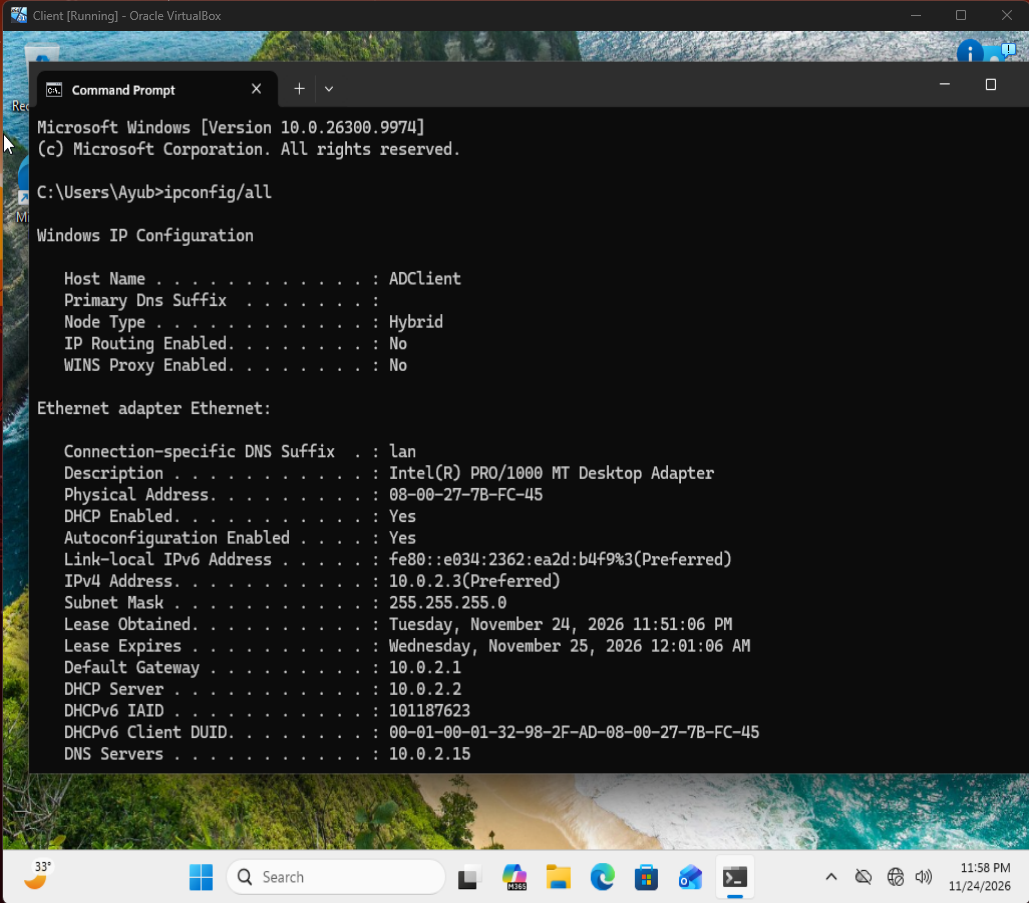 Client [Running] - Oracle VirtualBox
Command Prompt
Microsoft Windows [Version 10.0.26300.9974]
(c) Microsoft Corporation. All rights reserved.
C:\Users\Ayub>ipconfig/all
Windows IP Configuration
Host Name . . . . . . . . . . . . : ADClient
Primary Dns Suffix  . . . . . . . :
Node Type . . . . . . . . . . . . : Hybrid
IP Routing Enabled. . . . . . . . : No
WINS Proxy Enabled. . . . . . . . : No
Ethernet adapter Ethernet:
Connection-specific DNS Suffix  . : lan
Description . . . . . . . . . . . : Intel(R) PRO/1000 MT Desktop Adapter
Physical Address. . . . . . . . . : 08-00-27-7B-FC-45
DHCP Enabled. . . . . . . . . . . : Yes
Autoconfiguration Enabled . . . . : Yes
Link-local IPv6 Address . . . . . : fe80::e034:2362:ea2d:b4f9%3(Preferred)
IPv4 Address. . . . . . . . . . . : 10.0.2.3(Preferred)
Subnet Mask . . . . . . . . . . . : 255.255.255.0
Lease Obtained. . . . . . . . . . : Tuesday, November 24, 2026 11:51:06 PM
Lease Expires . . . . . . . . . . : Wednesday, November 25, 2026 12:01:06 AM
Default Gateway . . . . . . . . . : 10.0.2.1
DHCP Server . . . . . . . . . . . : 10.0.2.2
DHCPv6 IAID . . . . . . . . . . . : 101187623
DHCPv6 Client DUID. . . . . . . . : 00-01-00-01-32-98-2F-AD-08-00-27-7B-FC-45
DNS Servers . . . . . . . . . . . : 10.0.2.15
33°
Search
M365
11:58 PM
11/24/2026